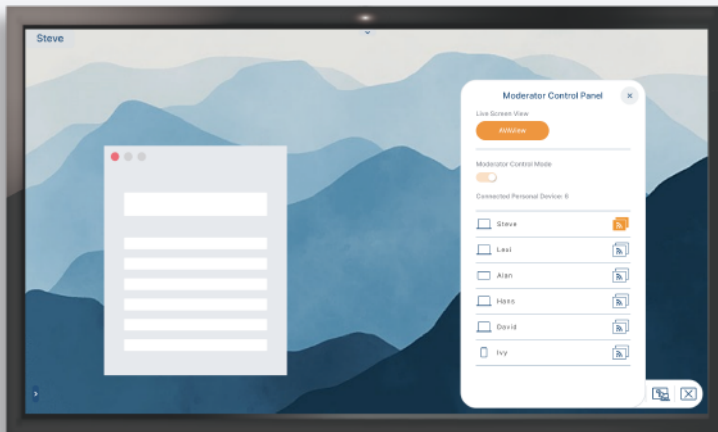 Steve
Moderator Control Panel
Live Screen View
AVAView
Moderator Control Mode
Connected Personal Device: 6
Steve
Lexi
Alan
Hans
David
Ivy